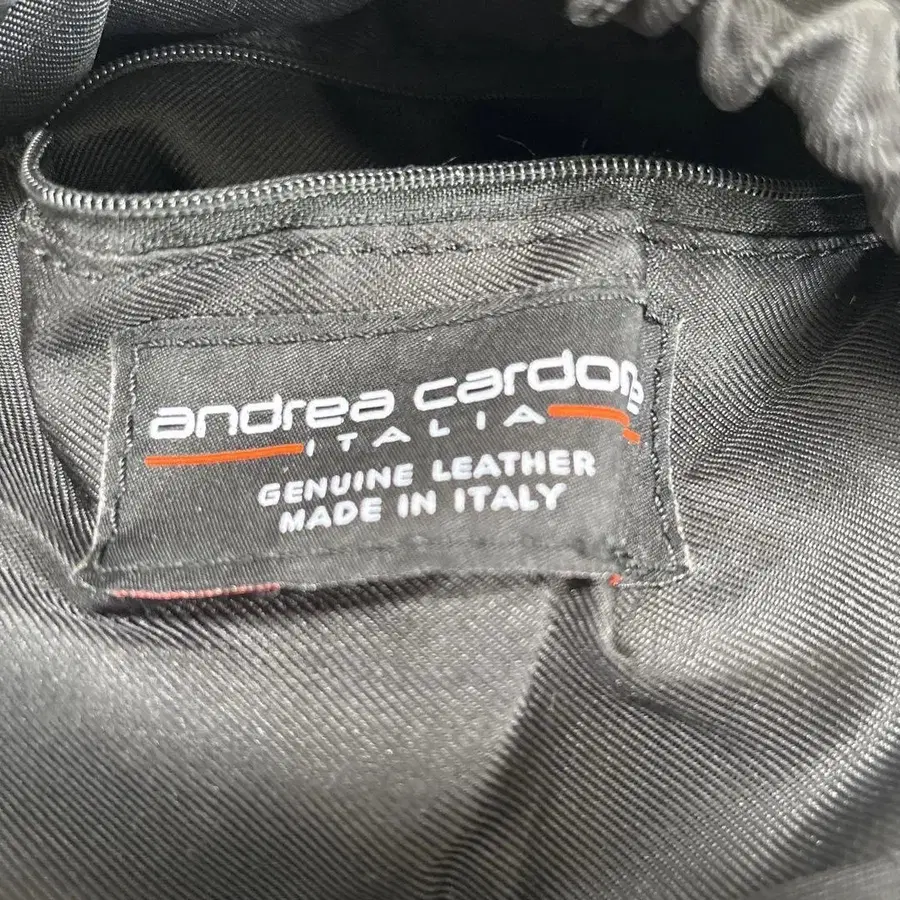 andrea cardone
ITALIA
GENUINE LEATHER
MADE IN ITALY